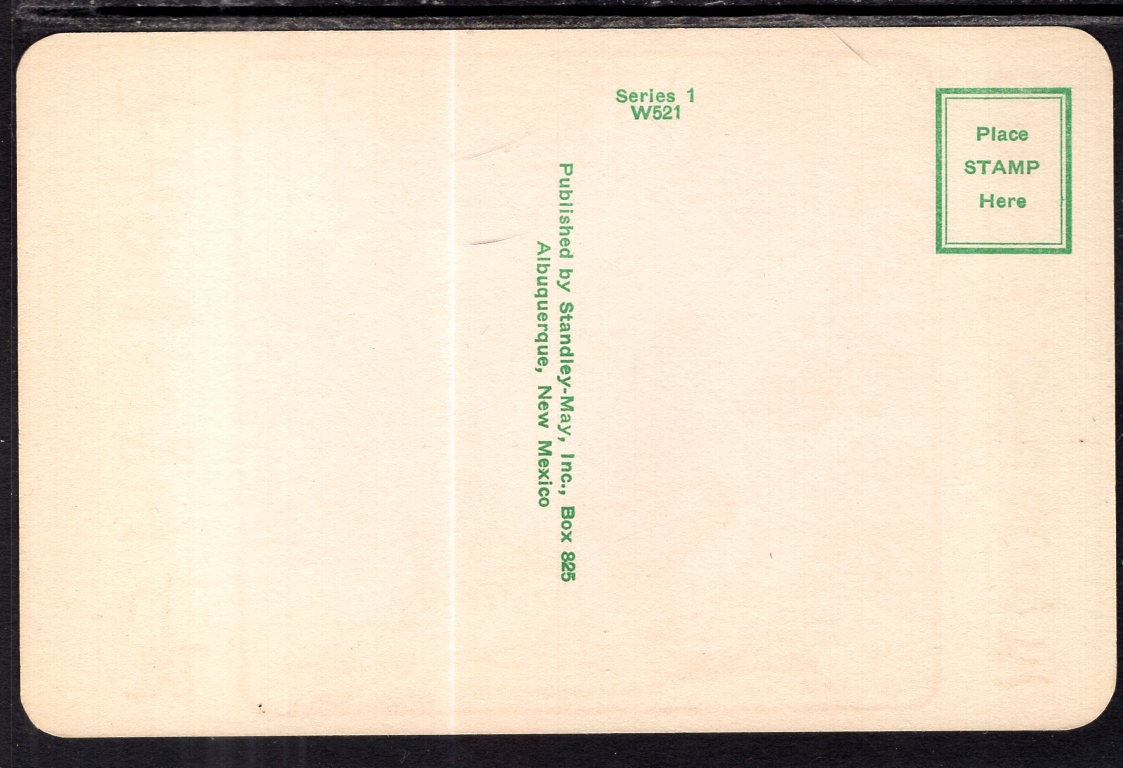 Series 1
W521
Place
STAMP
Here
Published by Standley-May, Inc., Box 825
Albuquerque, New Mexico